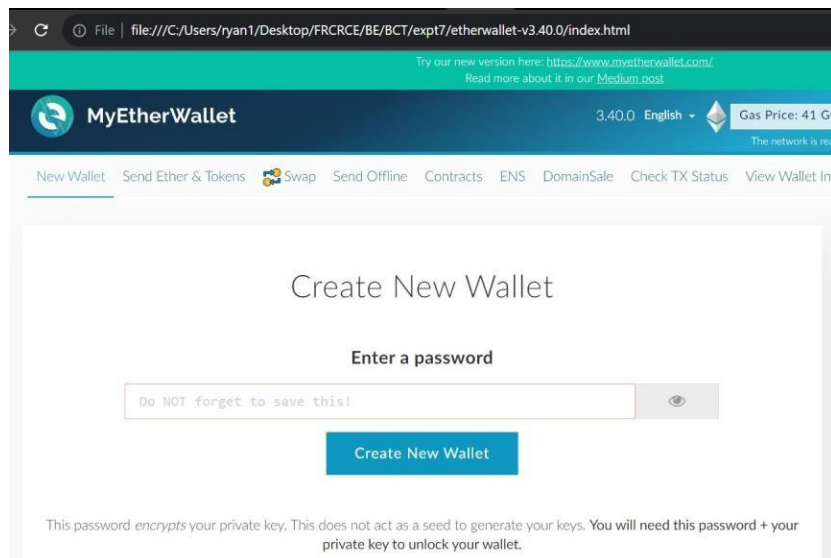 File file:///C:/Users/ryan1/Desktop/FRCRCE/BE/BCT/expt7/etherwallet-v3.40.0/index.html
Try our new version here: https://www.myetherwallet.com/
Read more about it in our Medium post
MyEtherWallet 3.40.0 English Gas Price: 41 G
The network is rea
New Wallet Send Ether & Tokens Swap Send Offline Contracts ENS DomainSale Check TX Status View Wallet In
Create New Wallet
Enter a password
Do NOT forget to save this!
Create New Wallet
This password encrypts your private key. This does not act as a seed to generate your keys. You will need this password + your
private key to unlock your wallet.